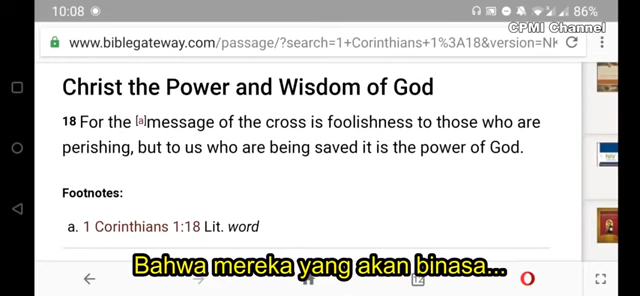 10:08
86%
CPMI Channel
www.biblegateway.com/passage/?search=1+Corinthians+1%3A18&version=NK
Christ the Power and Wisdom of God
18 For the [a]message of the cross is foolishness to those who are
perishing, but to us who are being saved it is the power of God.
Footnotes:
a. 1 Corinthians 1:18 Lit. word
Bahwa mereka yang akan binasa...
12